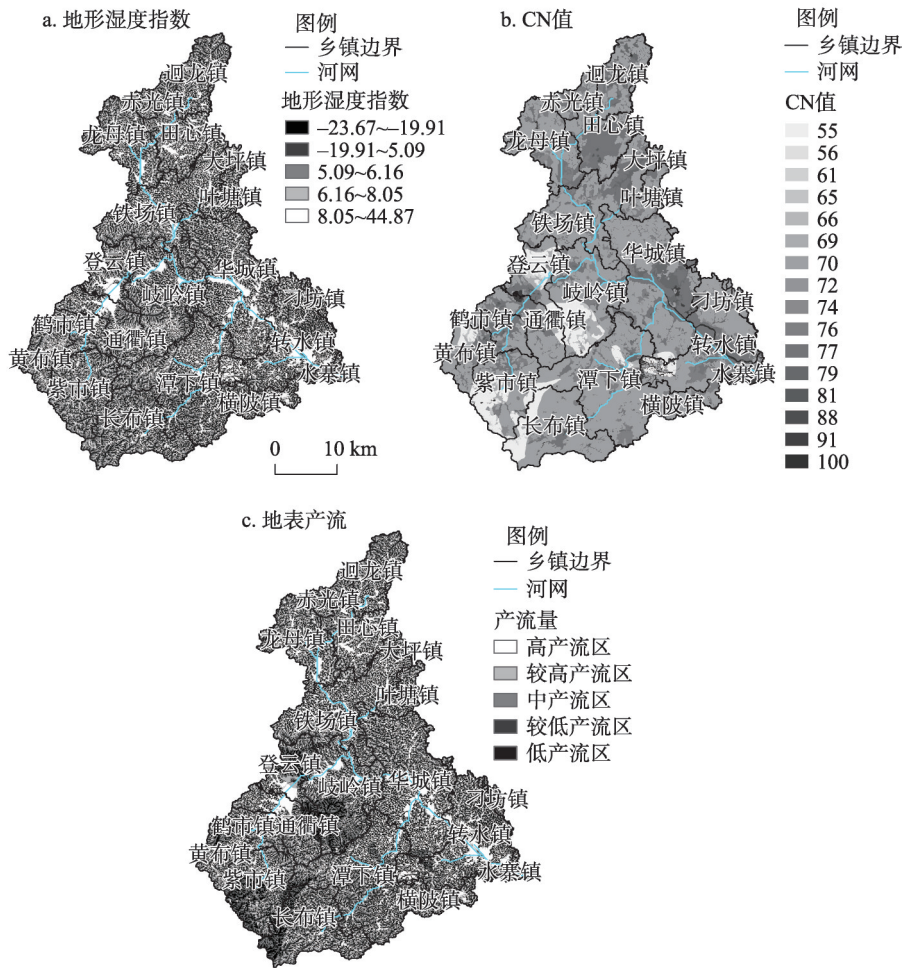 a. 地形湿度指数
图例
乡镇边界
河网
地形湿度指数
−23.67~−19.91
−19.91~5.09
5.09~6.16
6.16~8.05
8.05~44.87
迴龙镇
赤光镇
龙母镇
田心镇
大坪镇
叶塘镇
铁场镇
登云镇
岐岭镇
华城镇
刁坊镇
鹤市镇
通衢镇
转水镇
黄布镇
水寨镇
紫市镇
潭下镇
横陂镇
长布镇
0 10 km
b. CN值
图例
乡镇边界
河网
CN值
55
56
61
65
66
69
70
72
74
76
77
79
81
88
91
100
迴龙镇
赤光镇
田心镇
龙母镇
大坪镇
叶塘镇
铁场镇
华城镇
登云镇
岐岭镇
刁坊镇
鹤市镇
通衢镇
转水镇
黄布镇
水寨镇
紫市镇
潭下镇
横陂镇
长布镇
c. 地表产流
图例
乡镇边界
河网
产流量
高产流区
较高产流区
中产流区
较低产流区
低产流区
迴龙镇
赤光镇
田心镇
龙母镇
大坪镇
叶塘镇
铁场镇
登云镇
岐岭镇
华城镇
刁坊镇
鹤市镇
通衢镇
转水镇
黄布镇
水寨镇
紫市镇
潭下镇
横陂镇
长布镇